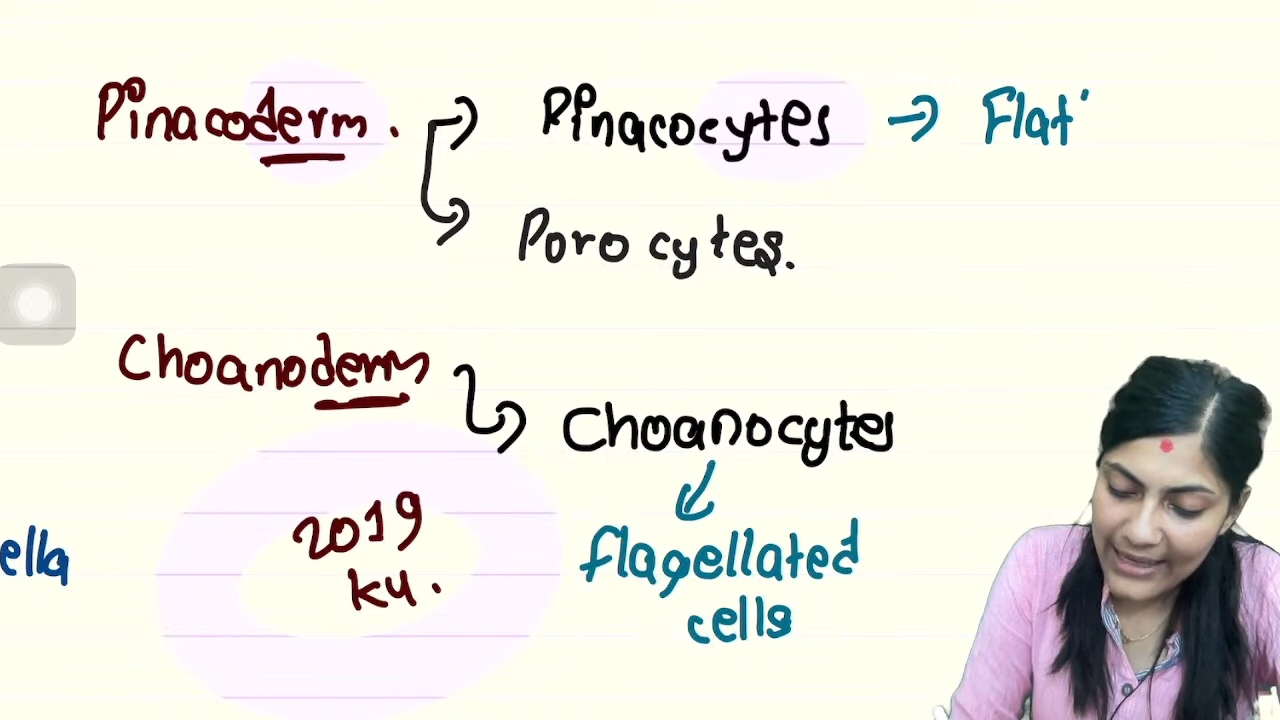 Pinacoderm. → Pinacocytes → Flat
Porocytes.
Choanoderm → Choanocytes
ella
2019
KU.
flagellated
cells